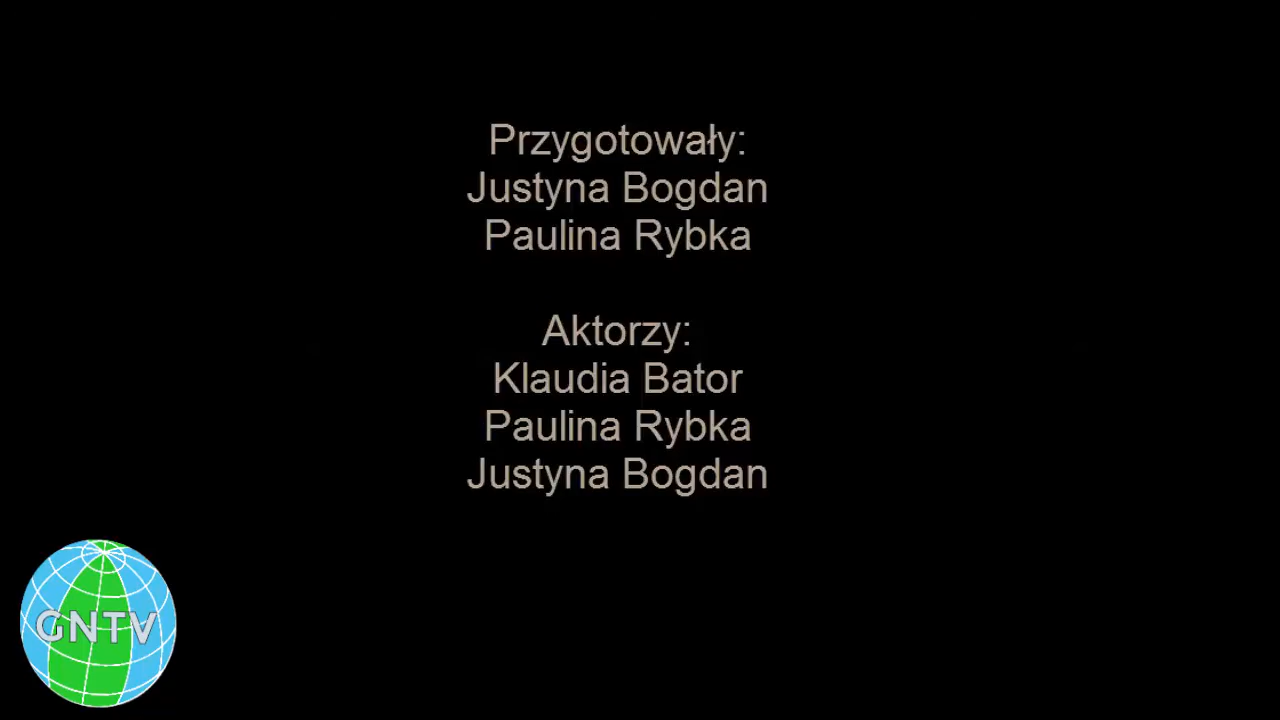 Przygotowały:
Justyna Bogdan
Paulina Rybka
Aktorzy:
Klaudia Bator
Paulina Rybka
Justyna Bogdan
GNTV